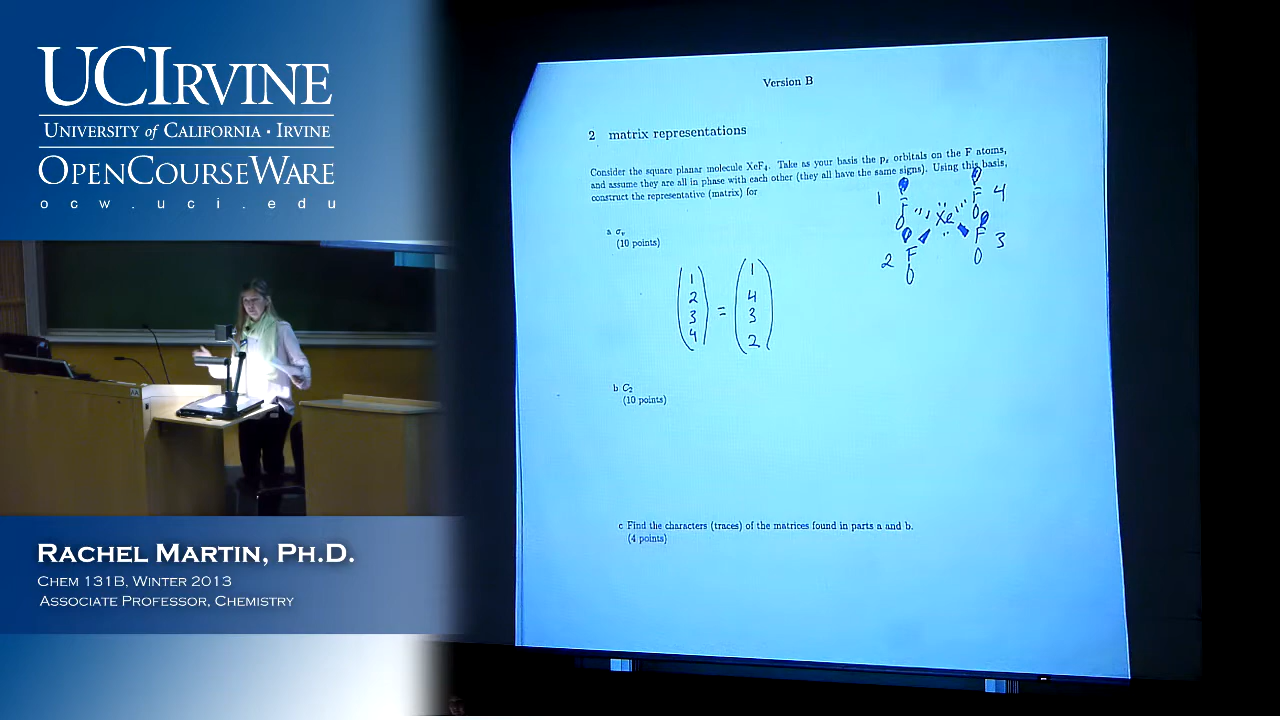 UCIRVINE
UNIVERSITY of CALIFORNIA · IRVINE
OPENCOURSEWARE
ocw.uci.edu
RACHEL MARTIN, PH.D.
CHEM 131B, WINTER 2013
ASSOCIATE PROFESSOR, CHEMISTRY
Version B
2 matrix representations
Consider the square planar molecule XeF₄. Take as your basis the p_z orbitals on the F atoms,
and assume they are all in phase with each other (they all have the same signs). Using this basis,
construct the representative (matrix) for
1 F Xe F 4
2 F F 3
a σᵥ
(10 points)
1 1
2 4
3 = 3
4 2
b C₂
(10 points)
c Find the characters (traces) of the matrices found in parts a and b.
(4 points)